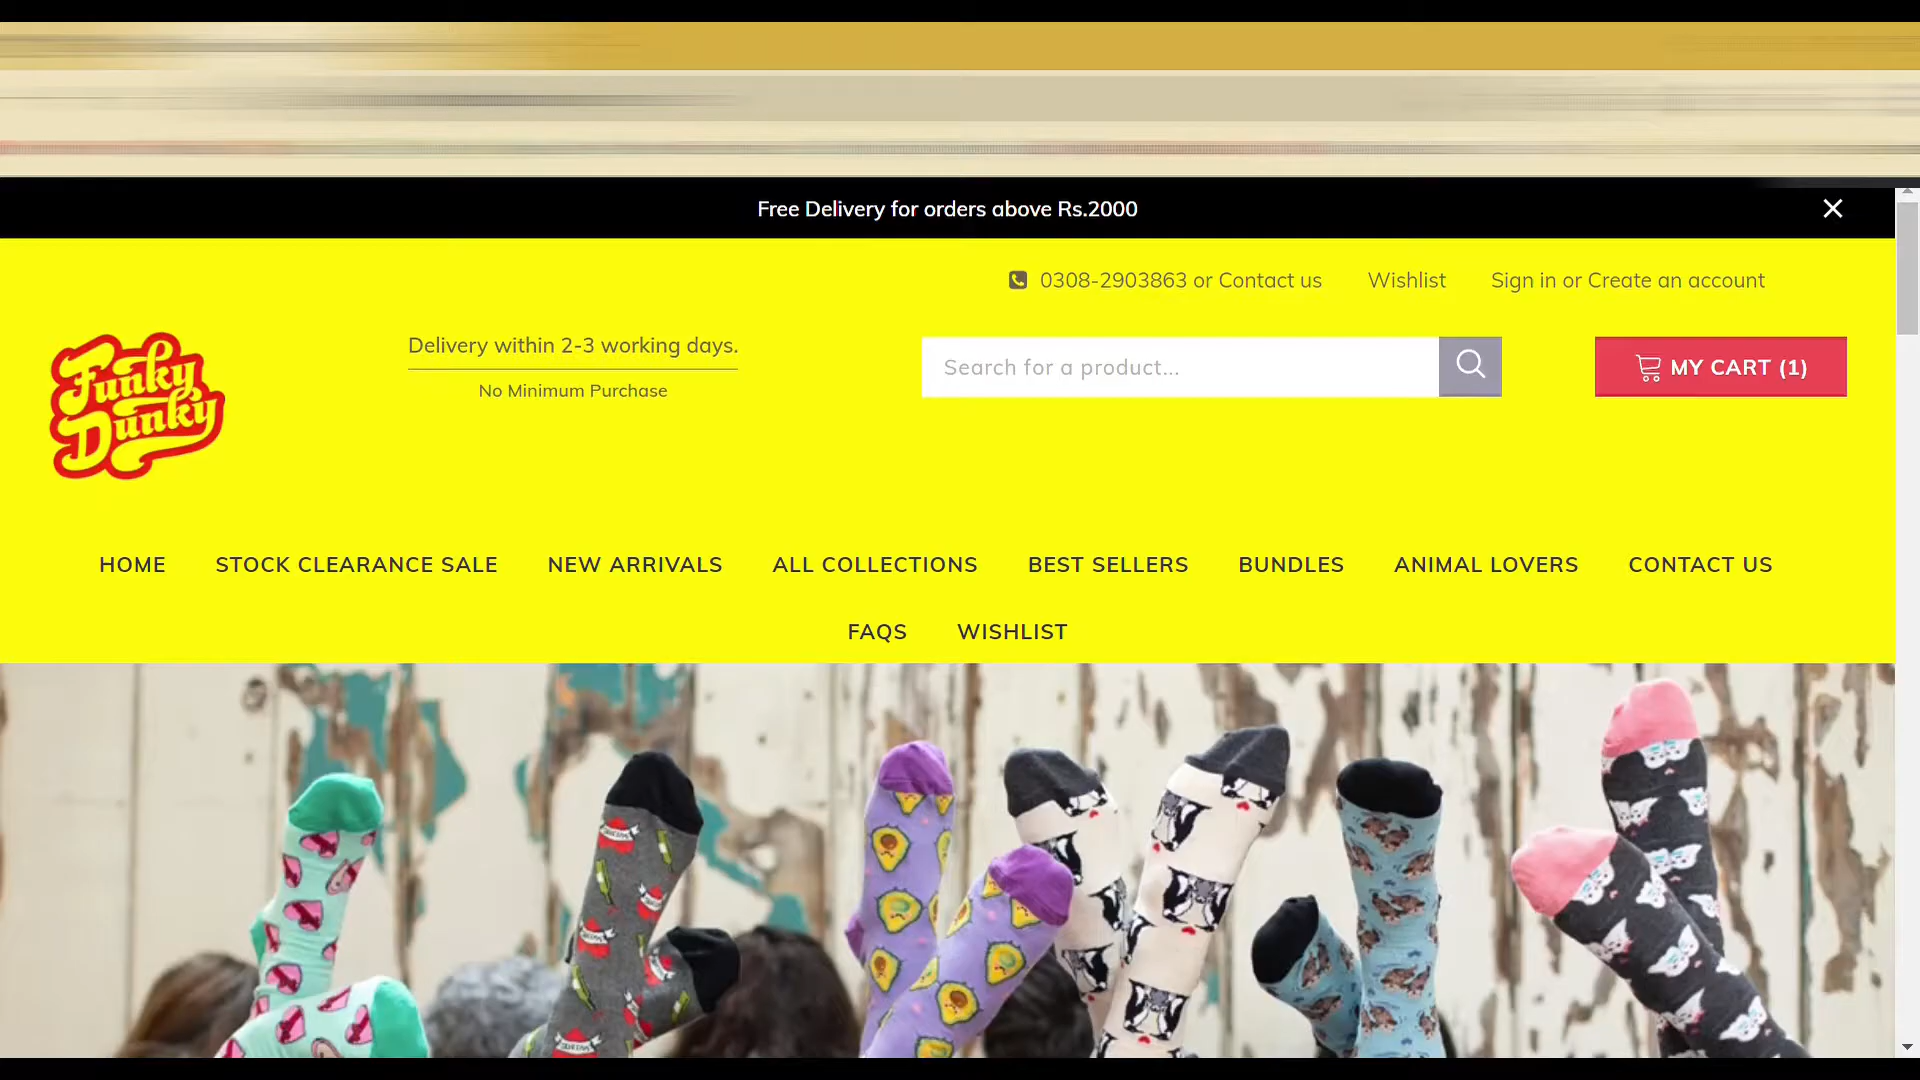 Free Delivery for orders above Rs.2000
0308-2903863 or Contact us
Wishlist
Sign in or Create an account
Funky
Dunky
Delivery within 2-3 working days.
No Minimum Purchase
Search for a product...
MY CART (1)
HOME
STOCK CLEARANCE SALE
NEW ARRIVALS
ALL COLLECTIONS
BEST SELLERS
BUNDLES
ANIMAL LOVERS
CONTACT US
FAQS
WISHLIST